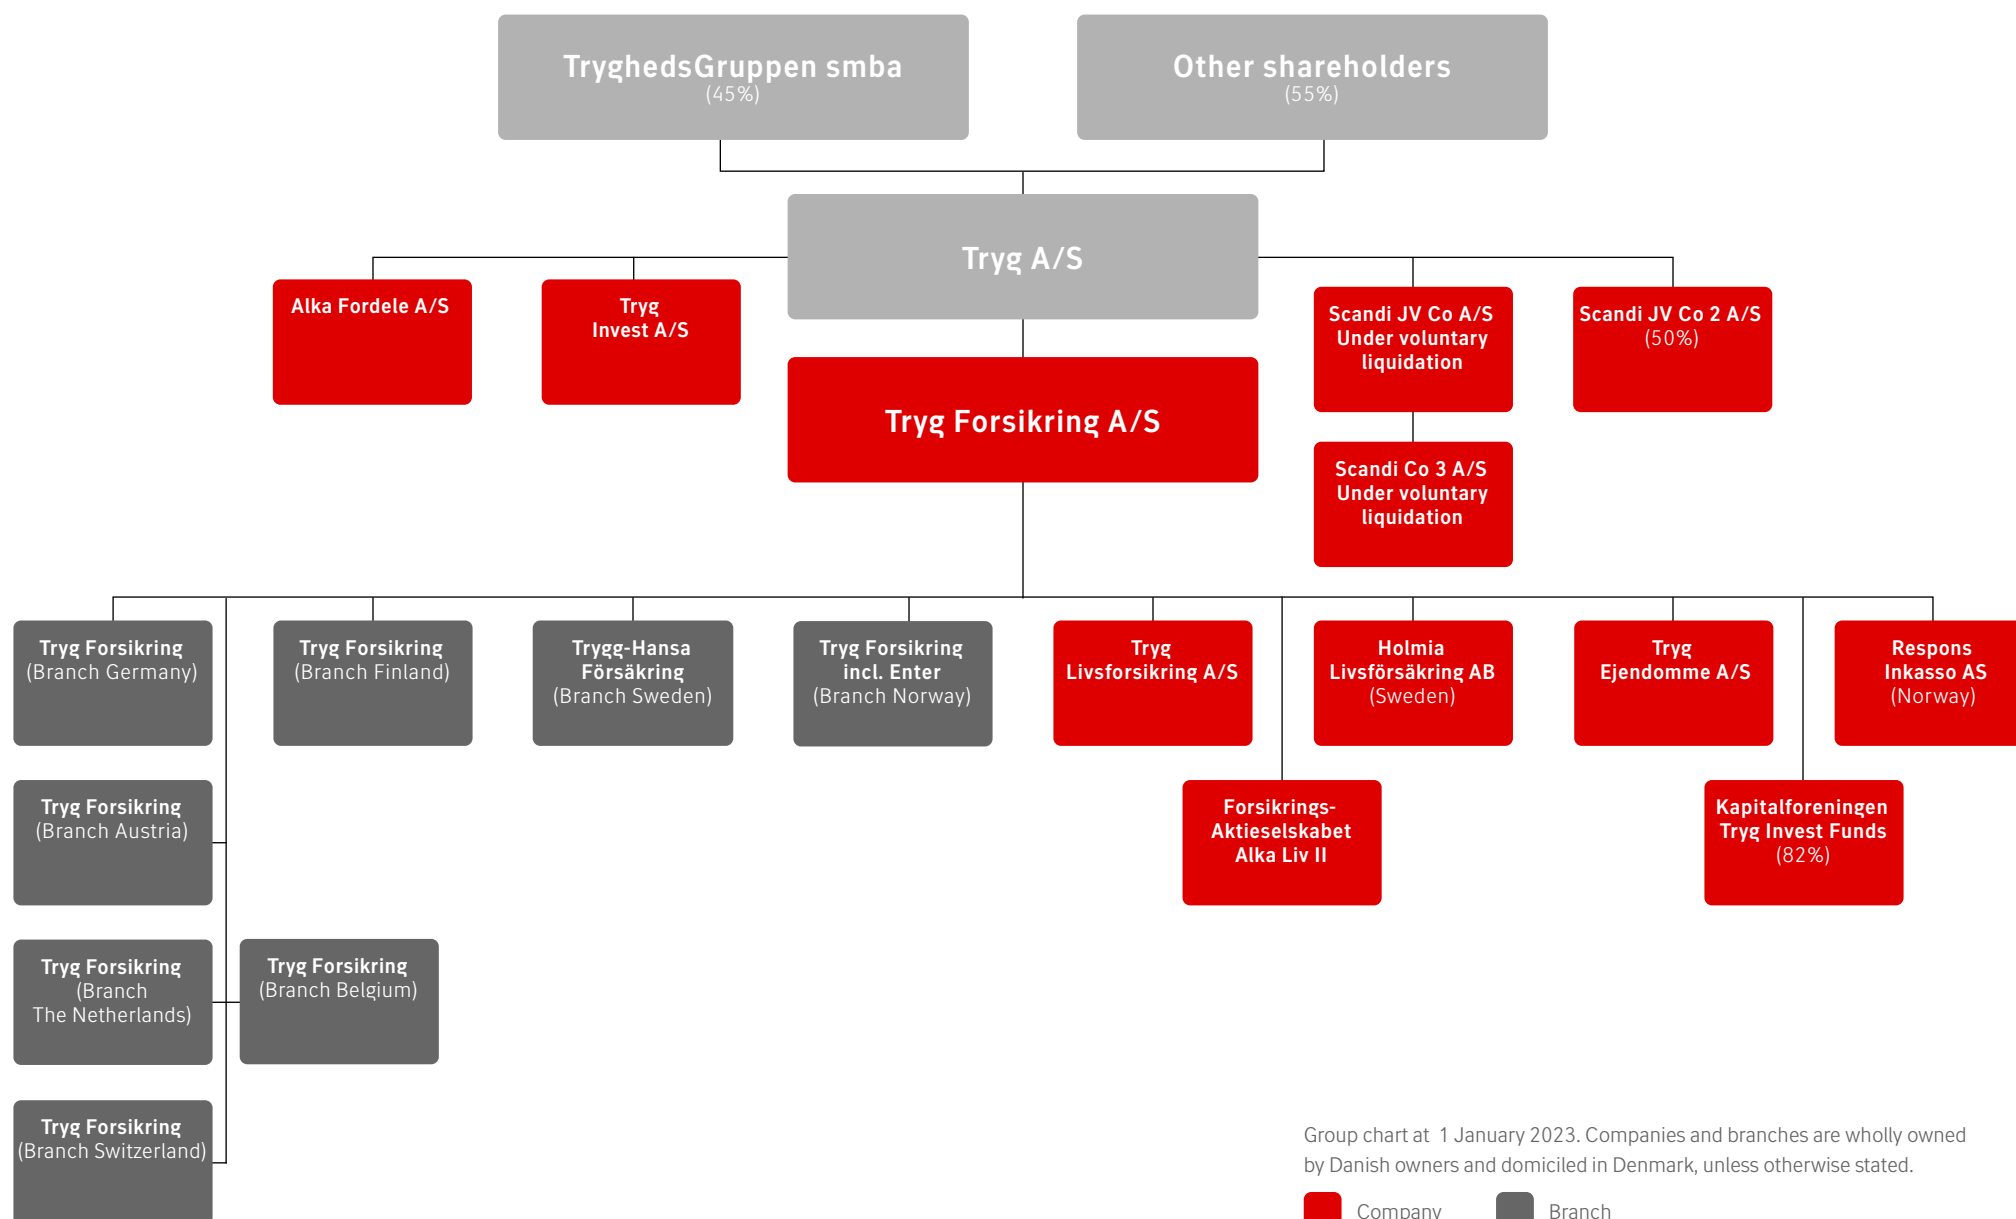 TryghedsGruppen smba
(45%)
Other shareholders
(55%)
Tryg A/S
Alka Fordele A/S
Tryg
Invest A/S
Scandi JV Co A/S
Under voluntary
liquidation
Scandi JV Co 2 A/S
(50%)
Tryg Forsikring A/S
Scandi Co 3 A/S
Under voluntary
liquidation
Tryg Forsikring
(Branch Germany)
Tryg Forsikring
(Branch Finland)
Trygg-Hansa
Försäkring
(Branch Sweden)
Tryg Forsikring
incl. Enter
(Branch Norway)
Tryg
Livsforsikring A/S
Holmia
Livsförsäkring AB
(Sweden)
Tryg
Ejendomme A/S
Respons
Inkasso AS
(Norway)
Tryg Forsikring
(Branch Austria)
Forsikrings-
Aktieselskabet
Alka Liv II
Kapitalforeningen
Tryg Invest Funds
(82%)
Tryg Forsikring
(Branch
The Netherlands)
Tryg Forsikring
(Branch Belgium)
Tryg Forsikring
(Branch Switzerland)
Group chart at 1 January 2023. Companies and branches are wholly owned
by Danish owners and domiciled in Denmark, unless otherwise stated.
Company
Branch